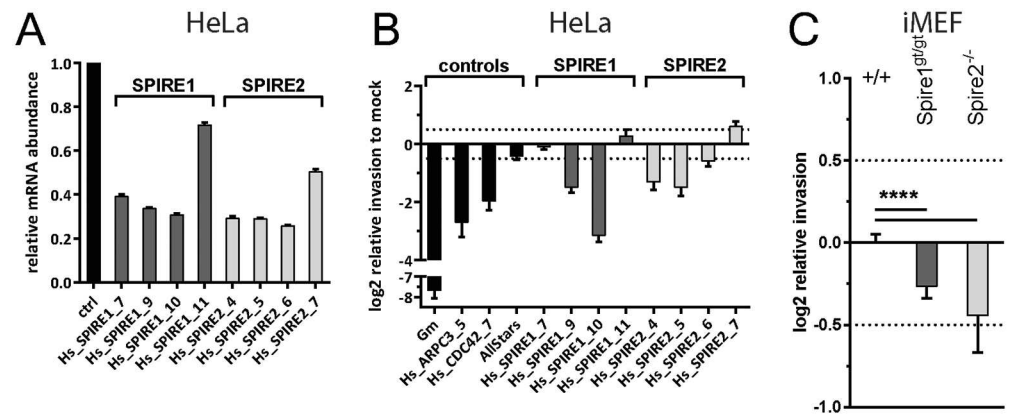 A
HeLa
SPIRE1
SPIRE2
relative mRNA abundance
1.0
0.8
0.6
0.4
0.2
0.0
ctrl
Hs_SPIRE1_7
Hs_SPIRE1_9
Hs_SPIRE1_10
Hs_SPIRE1_11
Hs_SPIRE2_4
Hs_SPIRE2_5
Hs_SPIRE2_6
Hs_SPIRE2_7
B
HeLa
controls
SPIRE1
SPIRE2
log2 relative invasion to mock
2
0
-2
-4
-7
-8
Gm
Hs_ARPC3_5
Hs_CDC42_7
AllStars
Hs_SPIRE1_7
Hs_SPIRE1_9
Hs_SPIRE1_10
Hs_SPIRE1_11
Hs_SPIRE2_4
Hs_SPIRE2_5
Hs_SPIRE2_6
Hs_SPIRE2_7
C
iMEF
+/+
Spire1gt/gt
Spire2-/-
log2 relative invasion
1.0
0.5
0.0
-0.5
-1.0
****